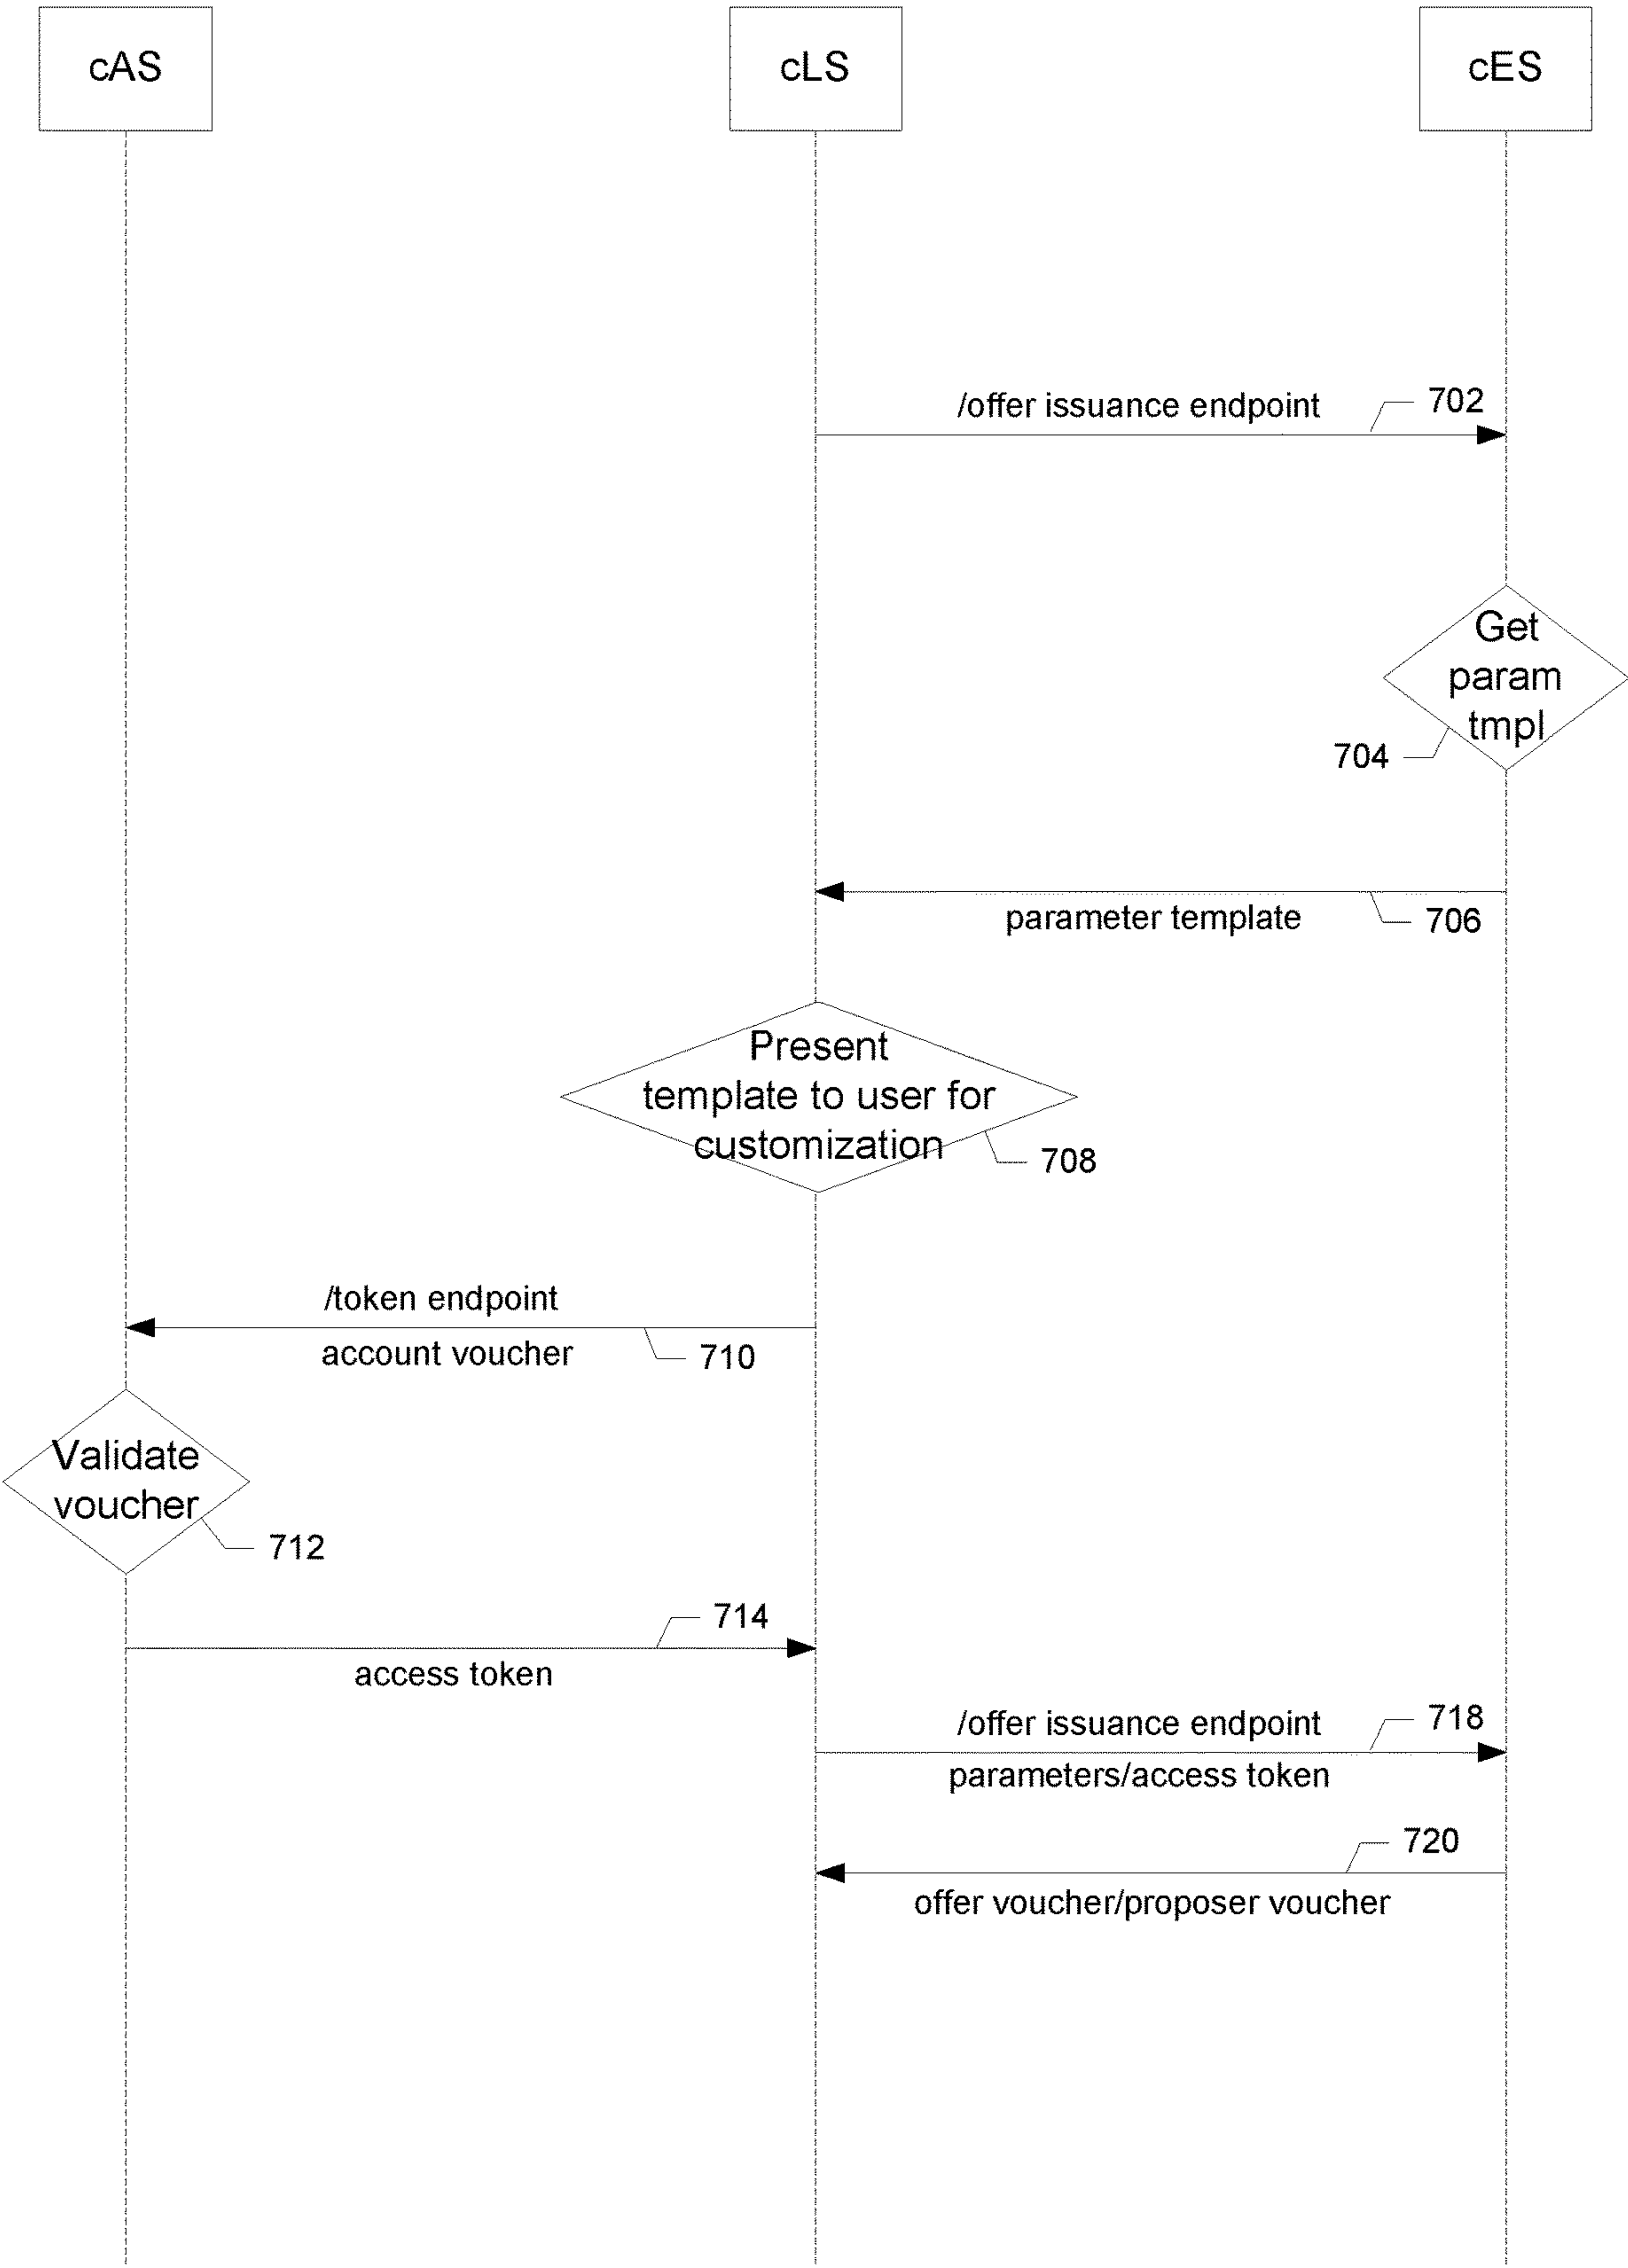 cAS
cLS
cES
/offer issuance endpoint
702
Get
param
tmpl
704
parameter template
706
Present
template to user for
customization
708
/token endpoint
account voucher
710
Validate
voucher
712
714
access token
/offer issuance endpoint
718
parameters/access token
720
offer voucher/proposer voucher